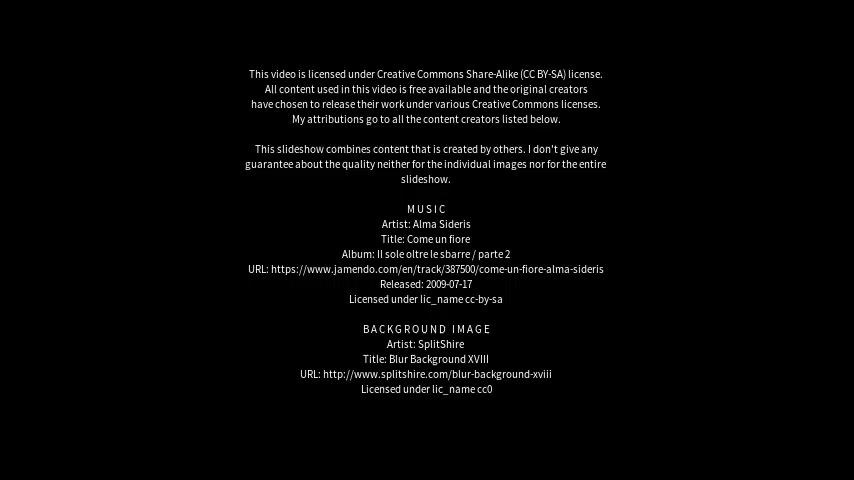 This video is licensed under Creative Commons Share-Alike (CC BY-SA) license.
All content used in this video is free available and the original creators
have chosen to release their work under various Creative Commons licenses.
My attributions go to all the content creators listed below.
This slideshow combines content that is created by others. I don't give any
guarantee about the quality neither for the individual images nor for the entire
slideshow.
MUSIC
Artist: Alma Sideris
Title: Come un fiore
Album: Il sole oltre le sbarre / parte 2
URL: https://www.jamendo.com/en/track/387500/come-un-fiore-alma-sideris
Released: 2009-07-17
Licensed under lic_name cc-by-sa
BACKGROUND IMAGE
Artist: SplitShire
Title: Blur Background XVIII
URL: http://www.splitshire.com/blur-background-xviii
Licensed under lic_name cc0